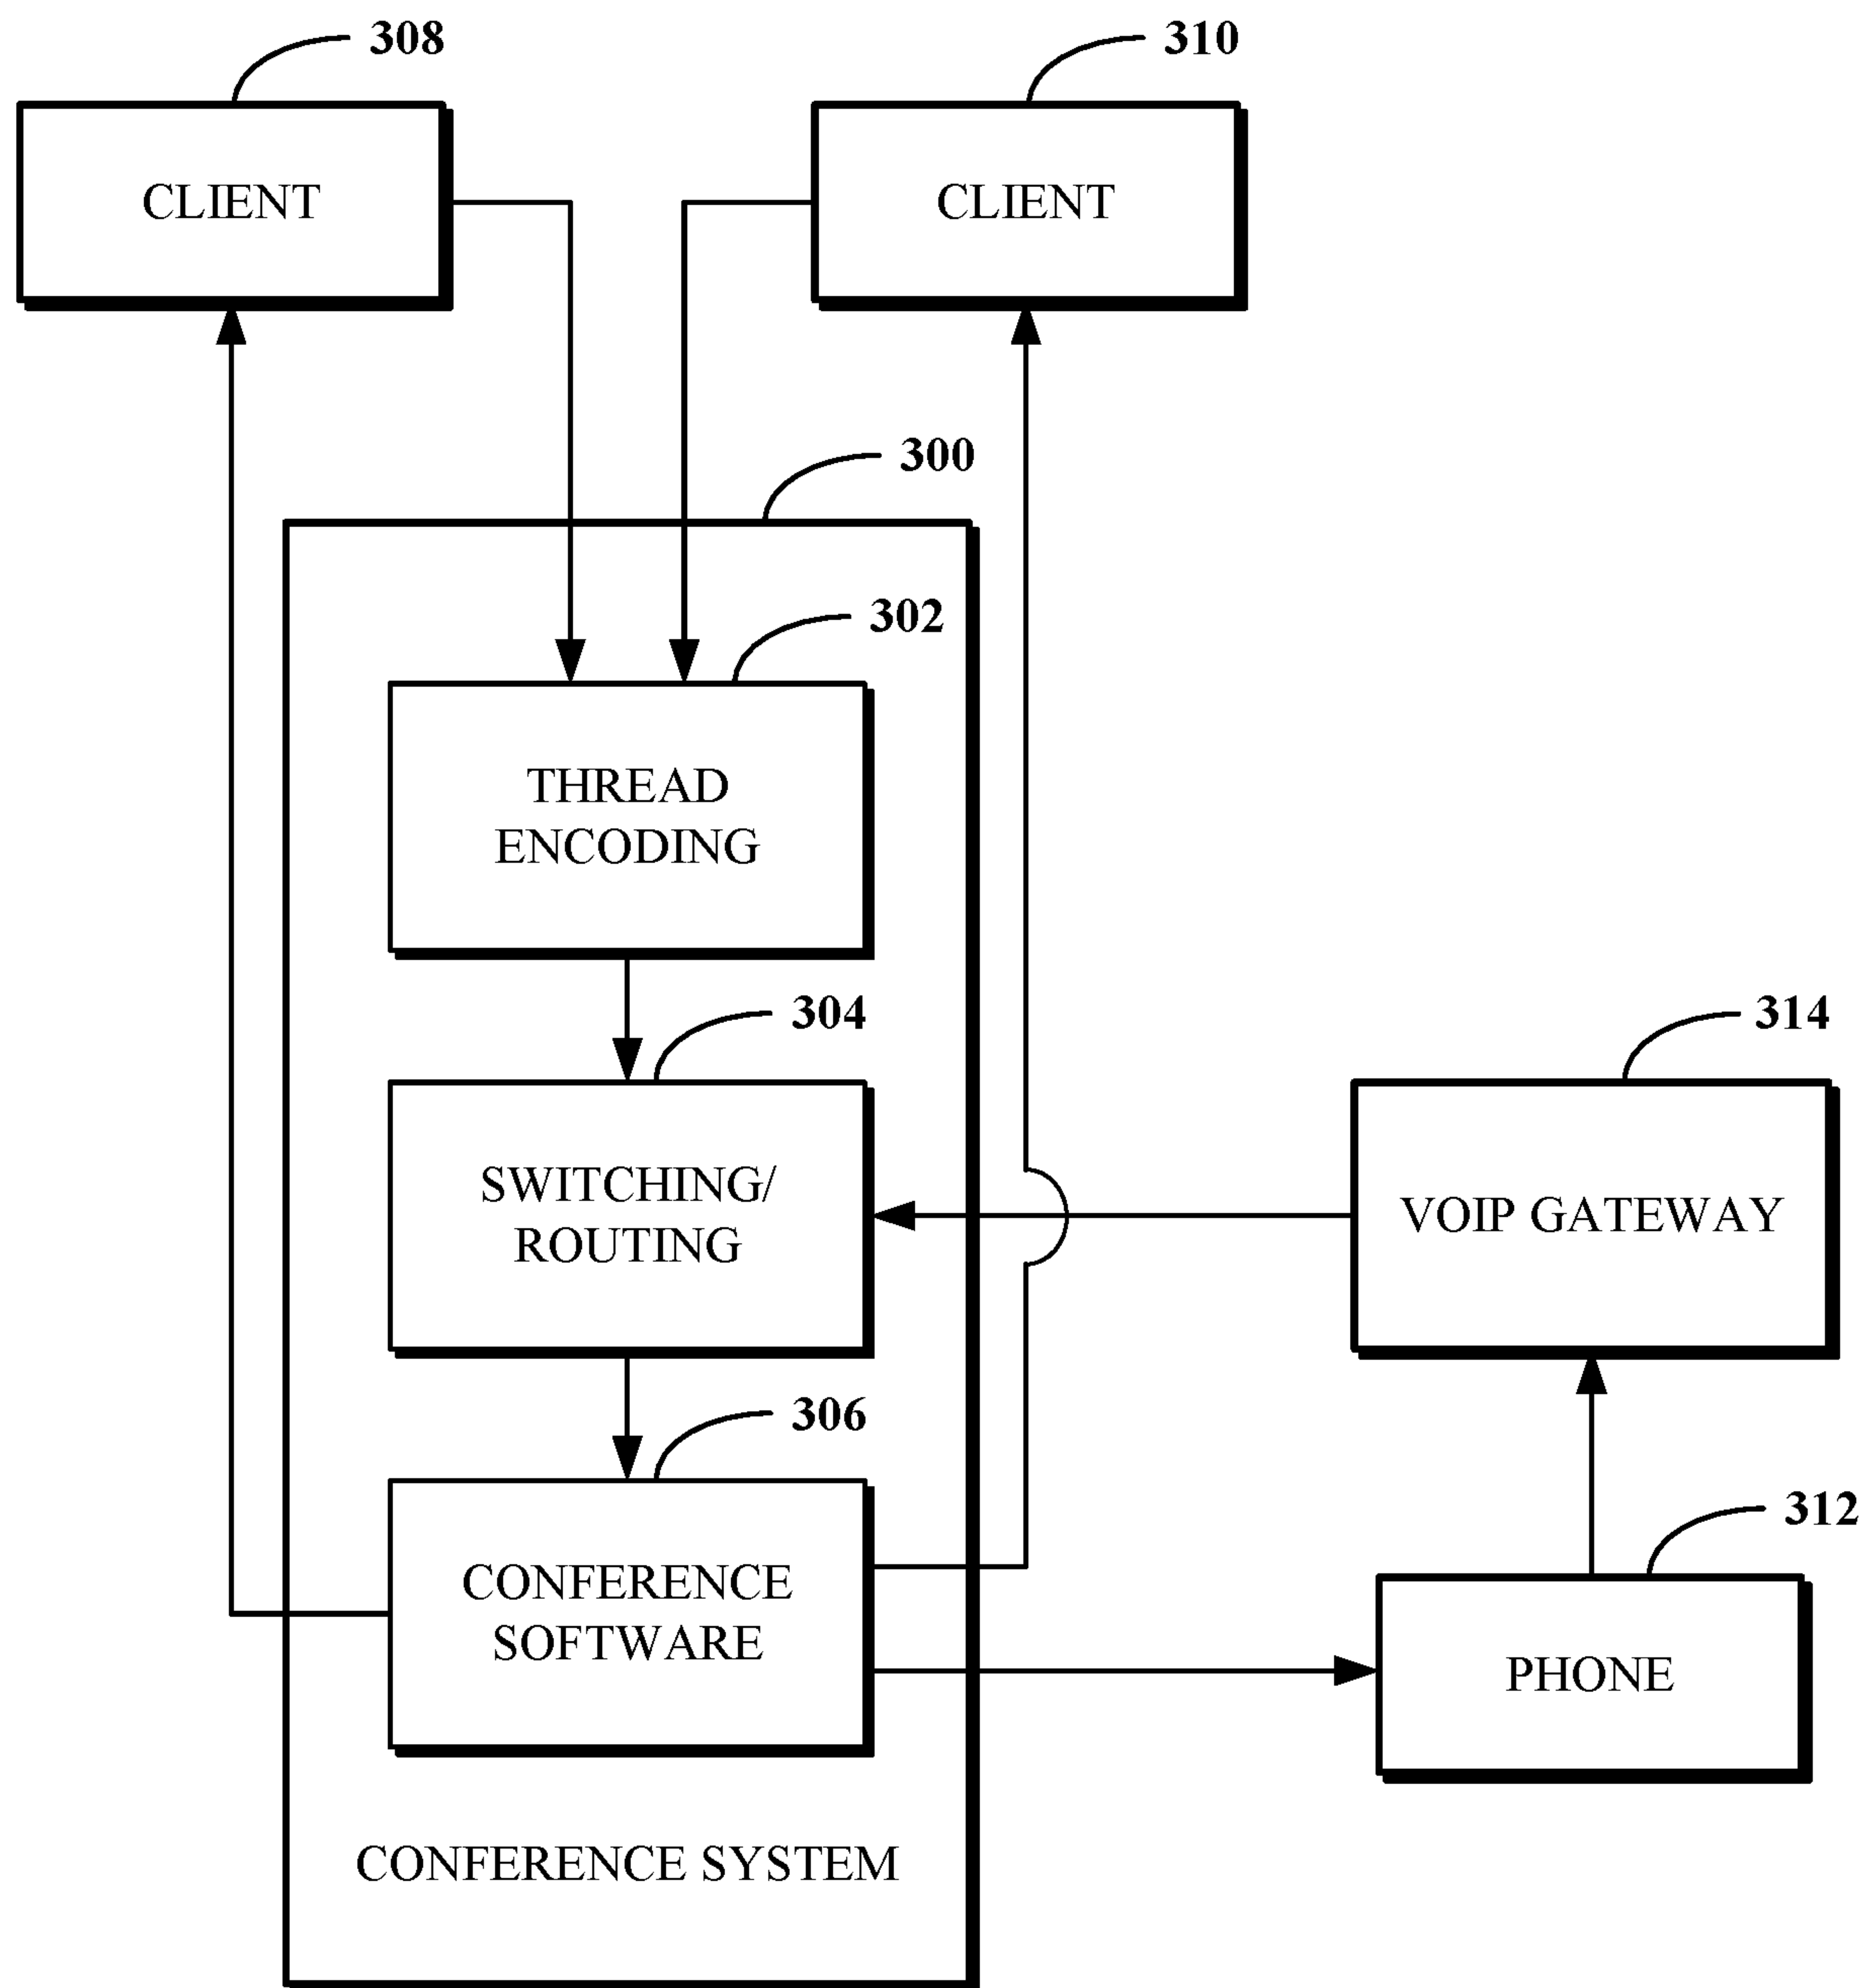 308
310
CLIENT
CLIENT
300
302
THREAD
ENCODING
304
314
SWITCHING/
ROUTING
VOIP GATEWAY
306
312
CONFERENCE
SOFTWARE
PHONE
CONFERENCE SYSTEM